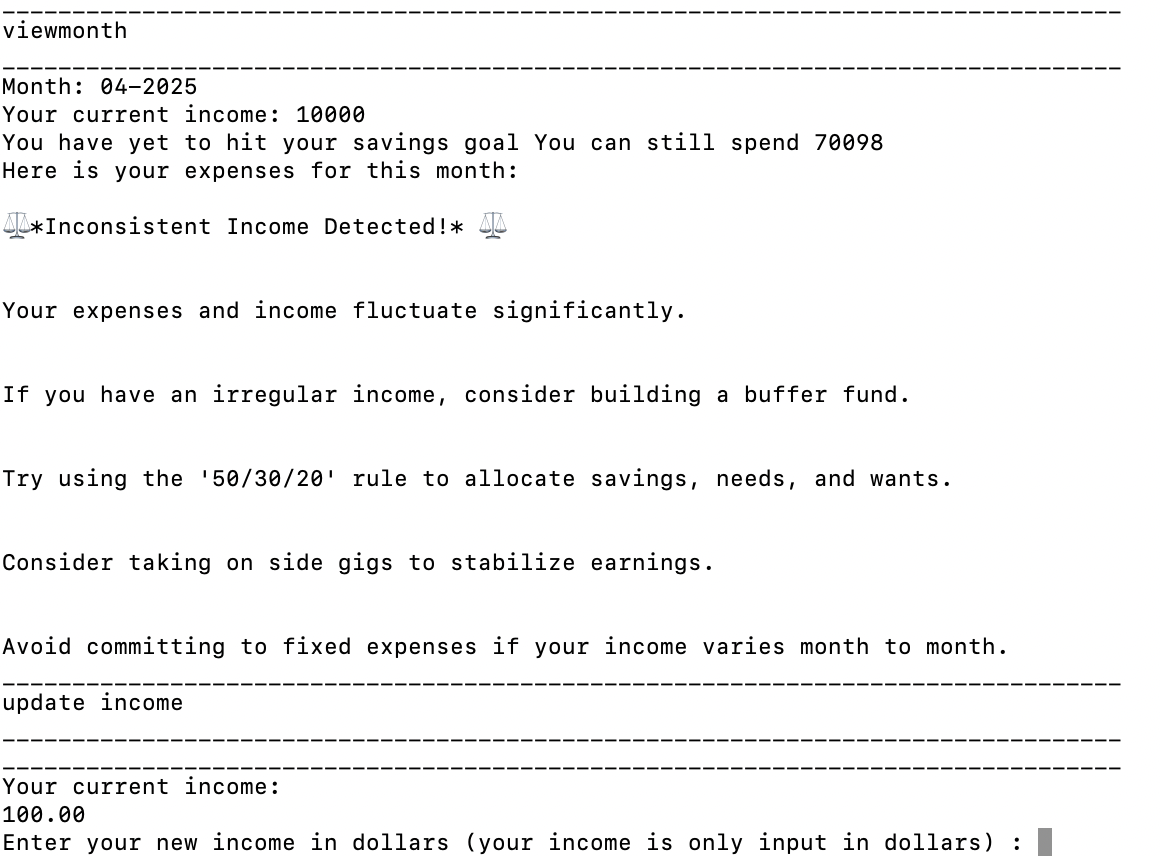 viewmonth
Month: 04-2025
Your current income: 10000
You have yet to hit your savings goal You can still spend 70098
Here is your expenses for this month:
⚖️*Inconsistent Income Detected!* ⚖️
Your expenses and income fluctuate significantly.
If you have an irregular income, consider building a buffer fund.
Try using the '50/30/20' rule to allocate savings, needs, and wants.
Consider taking on side gigs to stabilize earnings.
Avoid committing to fixed expenses if your income varies month to month.
update income
Your current income:
100.00
Enter your new income in dollars (your income is only input in dollars) :